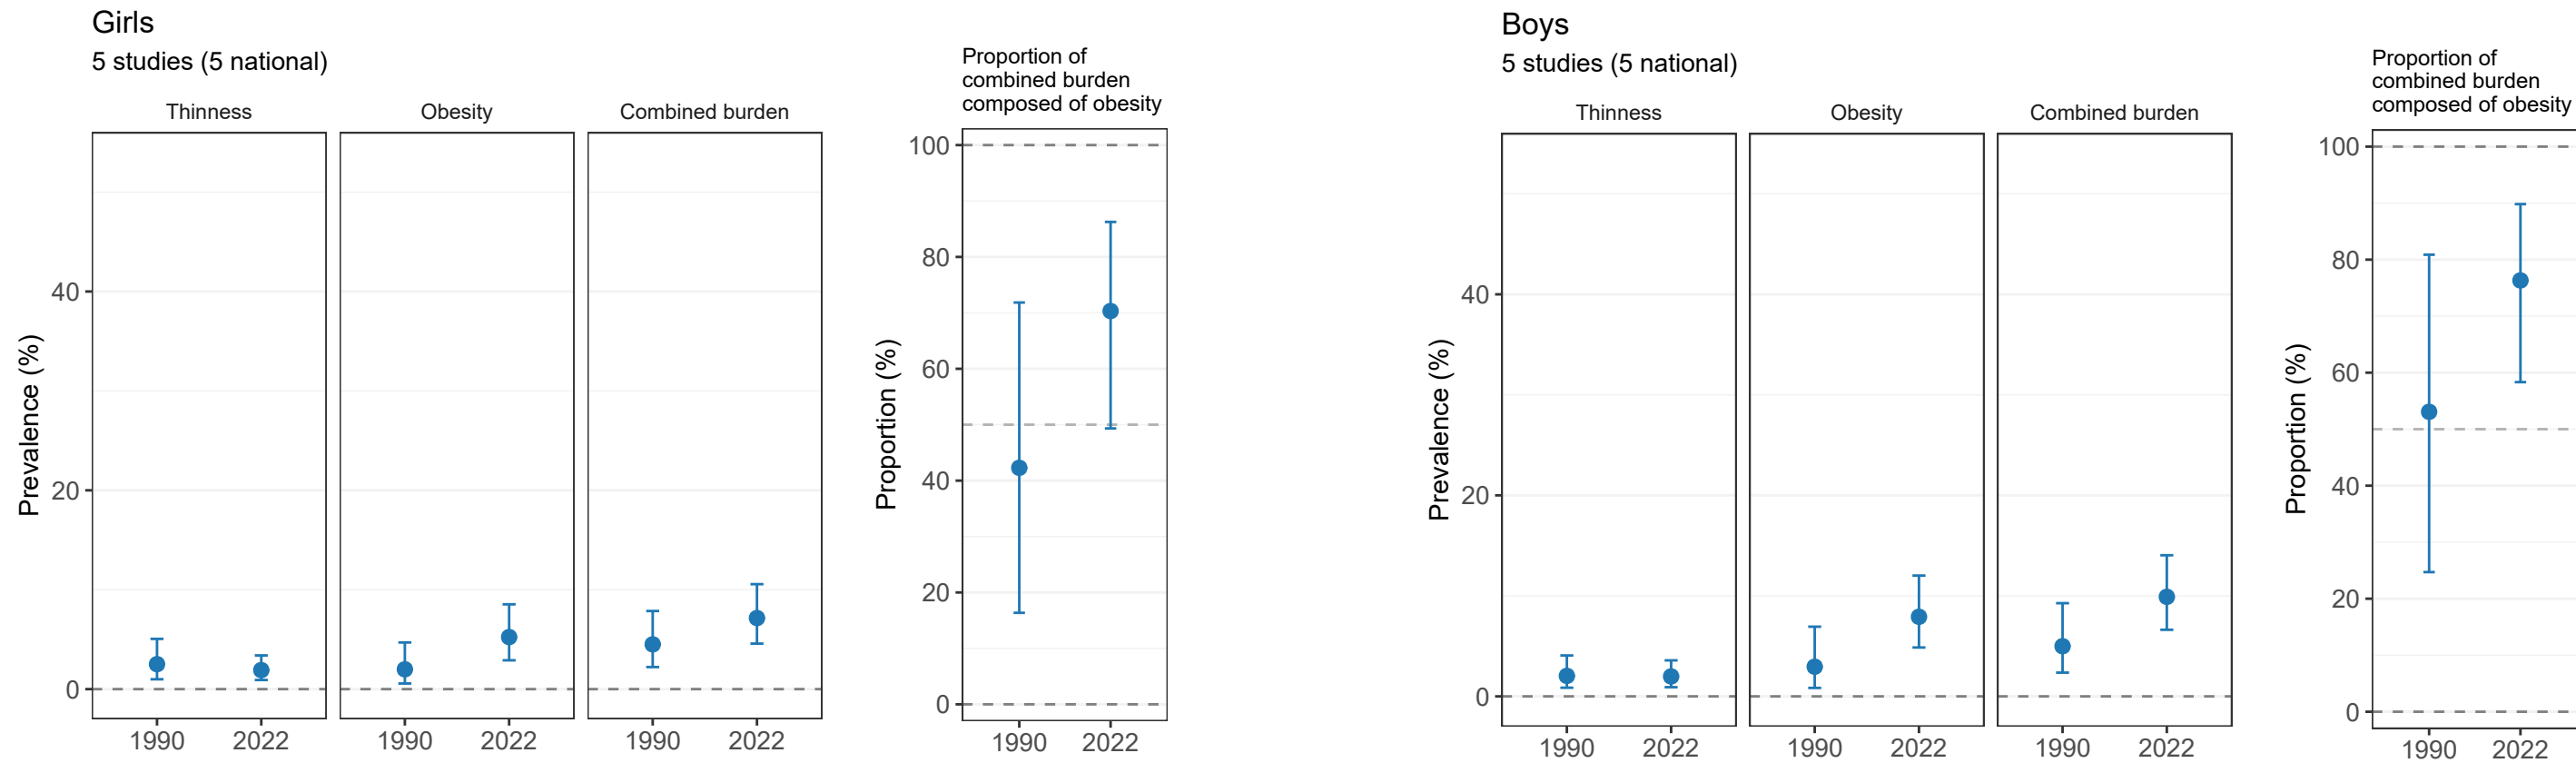 Girls
5 studies (5 national)
Thinness
Obesity
Combined burden
Prevalence (%)
40
20
0
1990
2022
1990
2022
1990
2022
Proportion of
combined burden
composed of obesity
Proportion (%)
100
80
60
40
20
0
1990
2022
Boys
5 studies (5 national)
Thinness
Obesity
Combined burden
Prevalence (%)
40
20
0
1990
2022
1990
2022
1990
2022
Proportion of
combined burden
composed of obesity
Proportion (%)
100
80
60
40
20
0
1990
2022